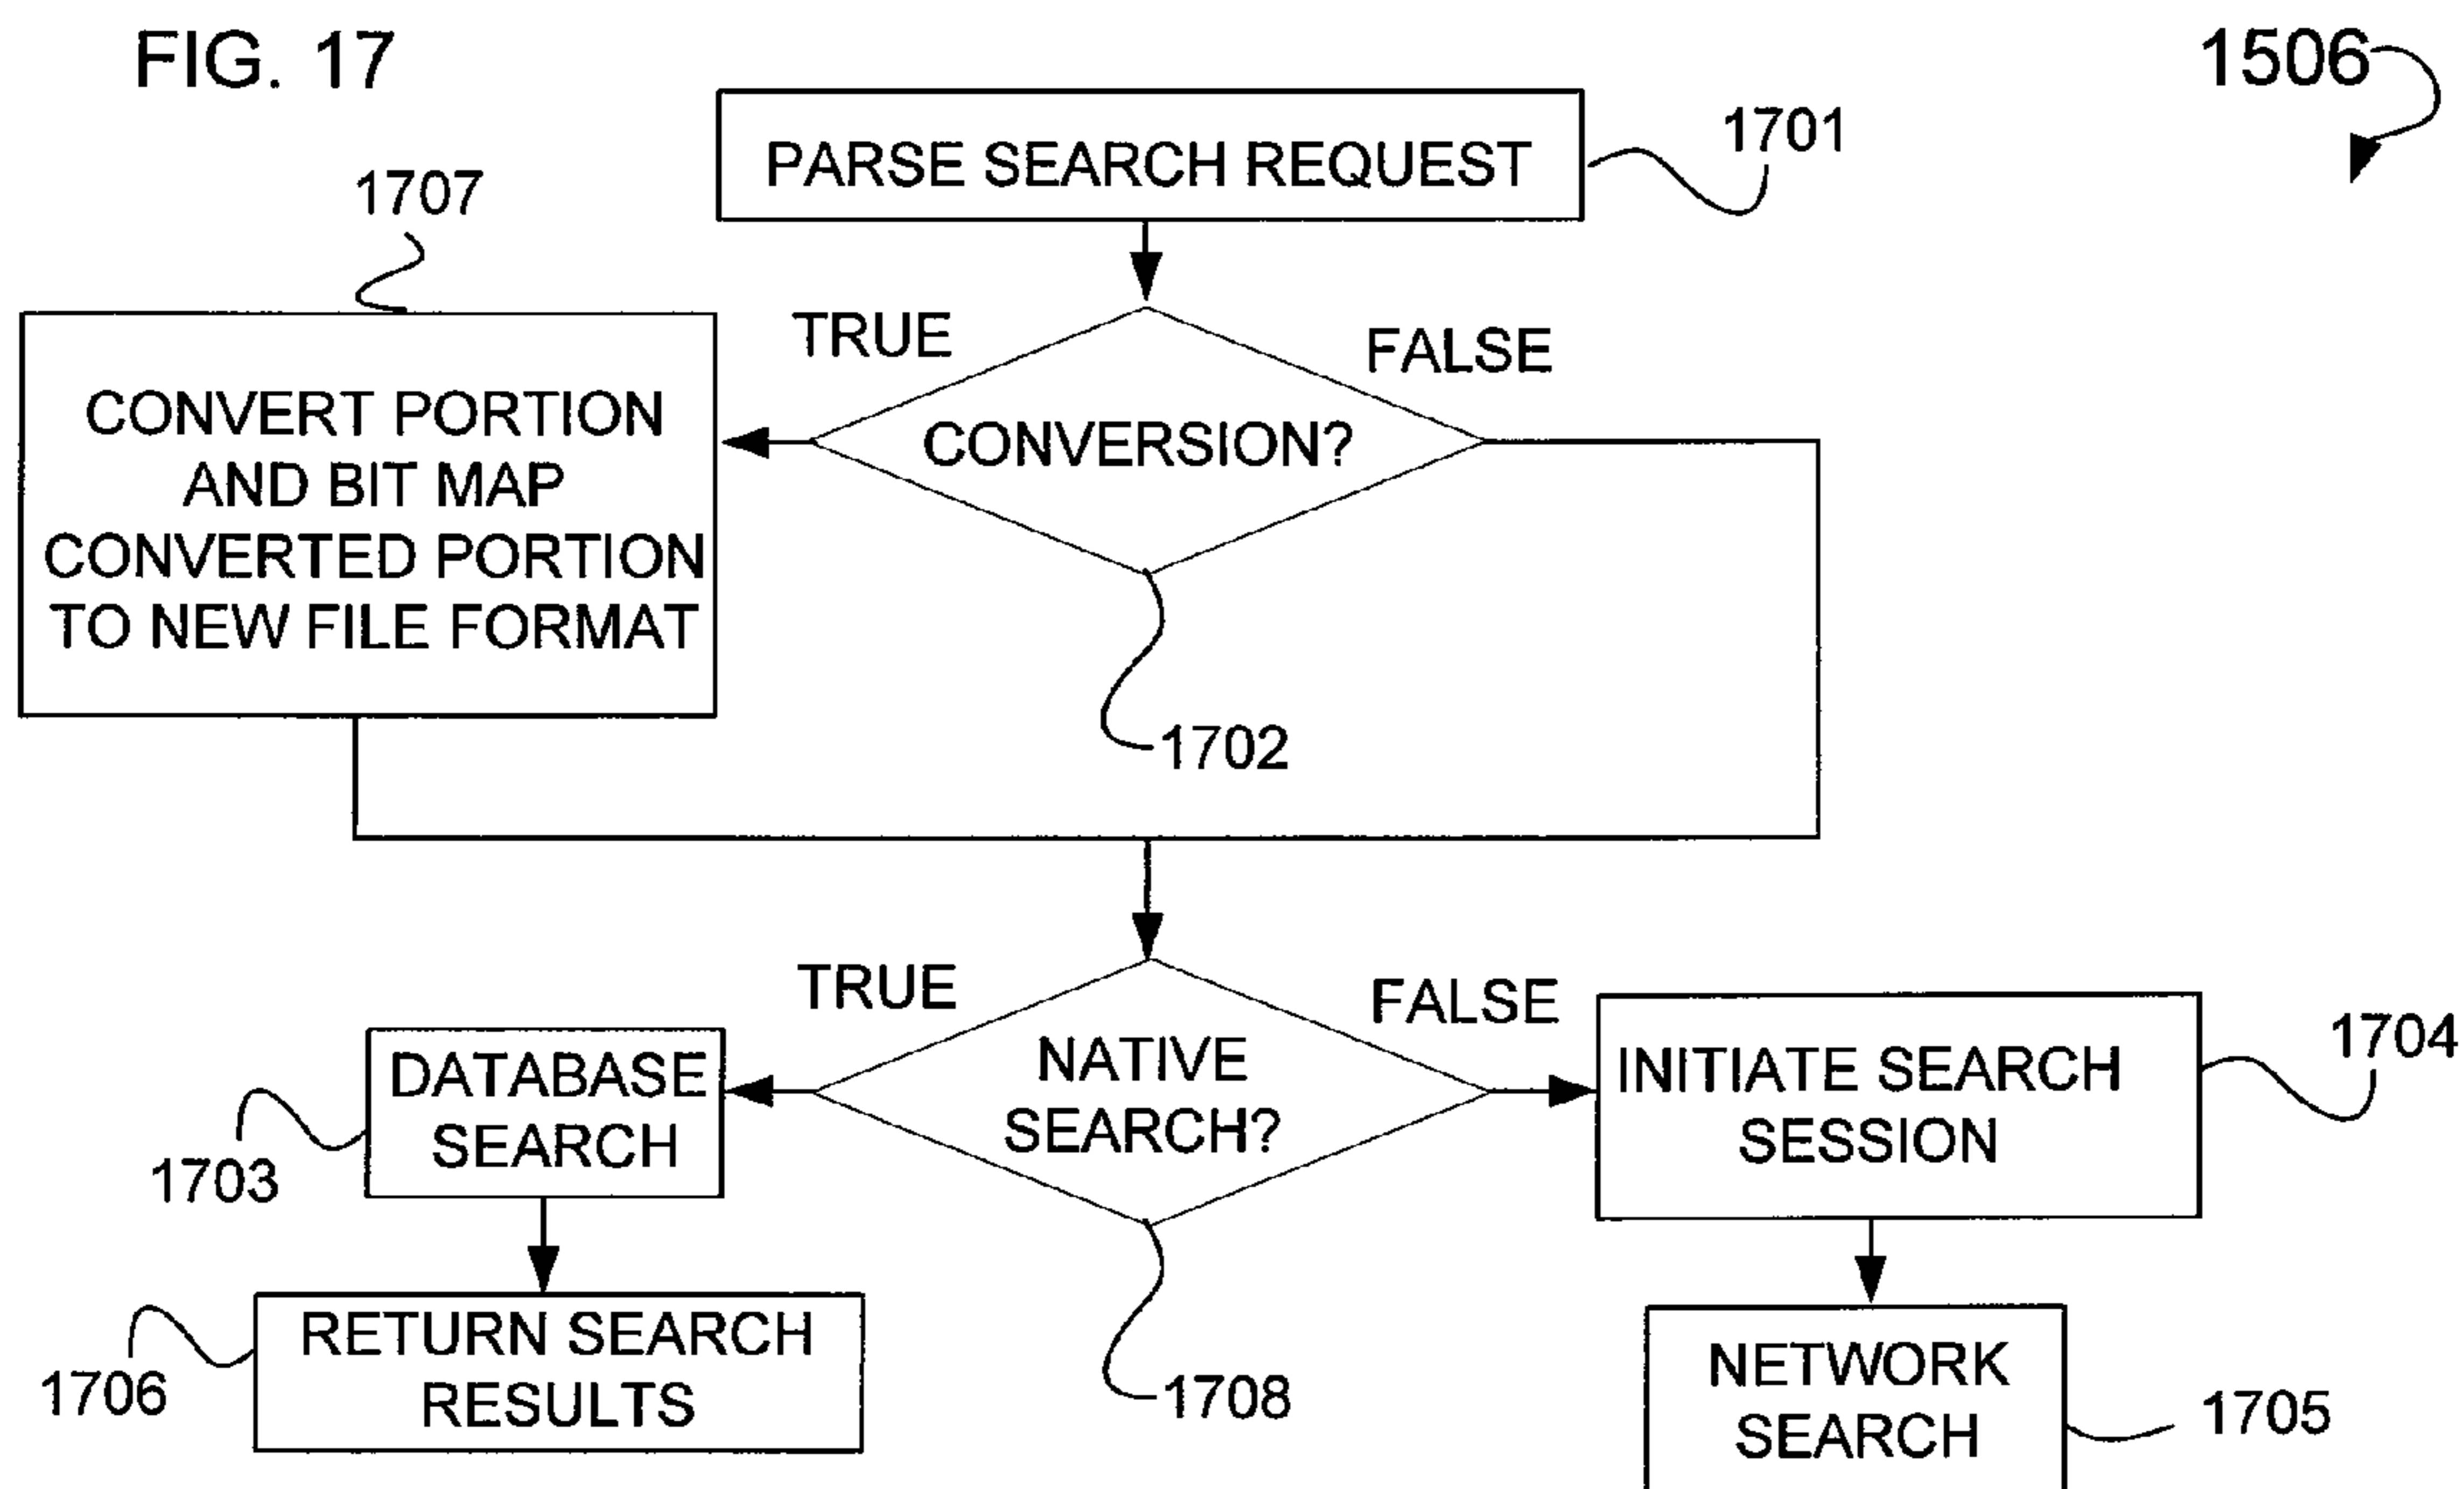 FIG. 17
1506
PARSE SEARCH REQUEST
1701
1707
TRUE
FALSE
CONVERT PORTION
AND BIT MAP
CONVERTED PORTION
TO NEW FILE FORMAT
CONVERSION?
1702
TRUE
FALSE
NATIVE
SEARCH?
DATABASE
SEARCH
1703
INITIATE SEARCH
SESSION
1704
RETURN SEARCH
RESULTS
1706
1708
NETWORK
SEARCH
1705